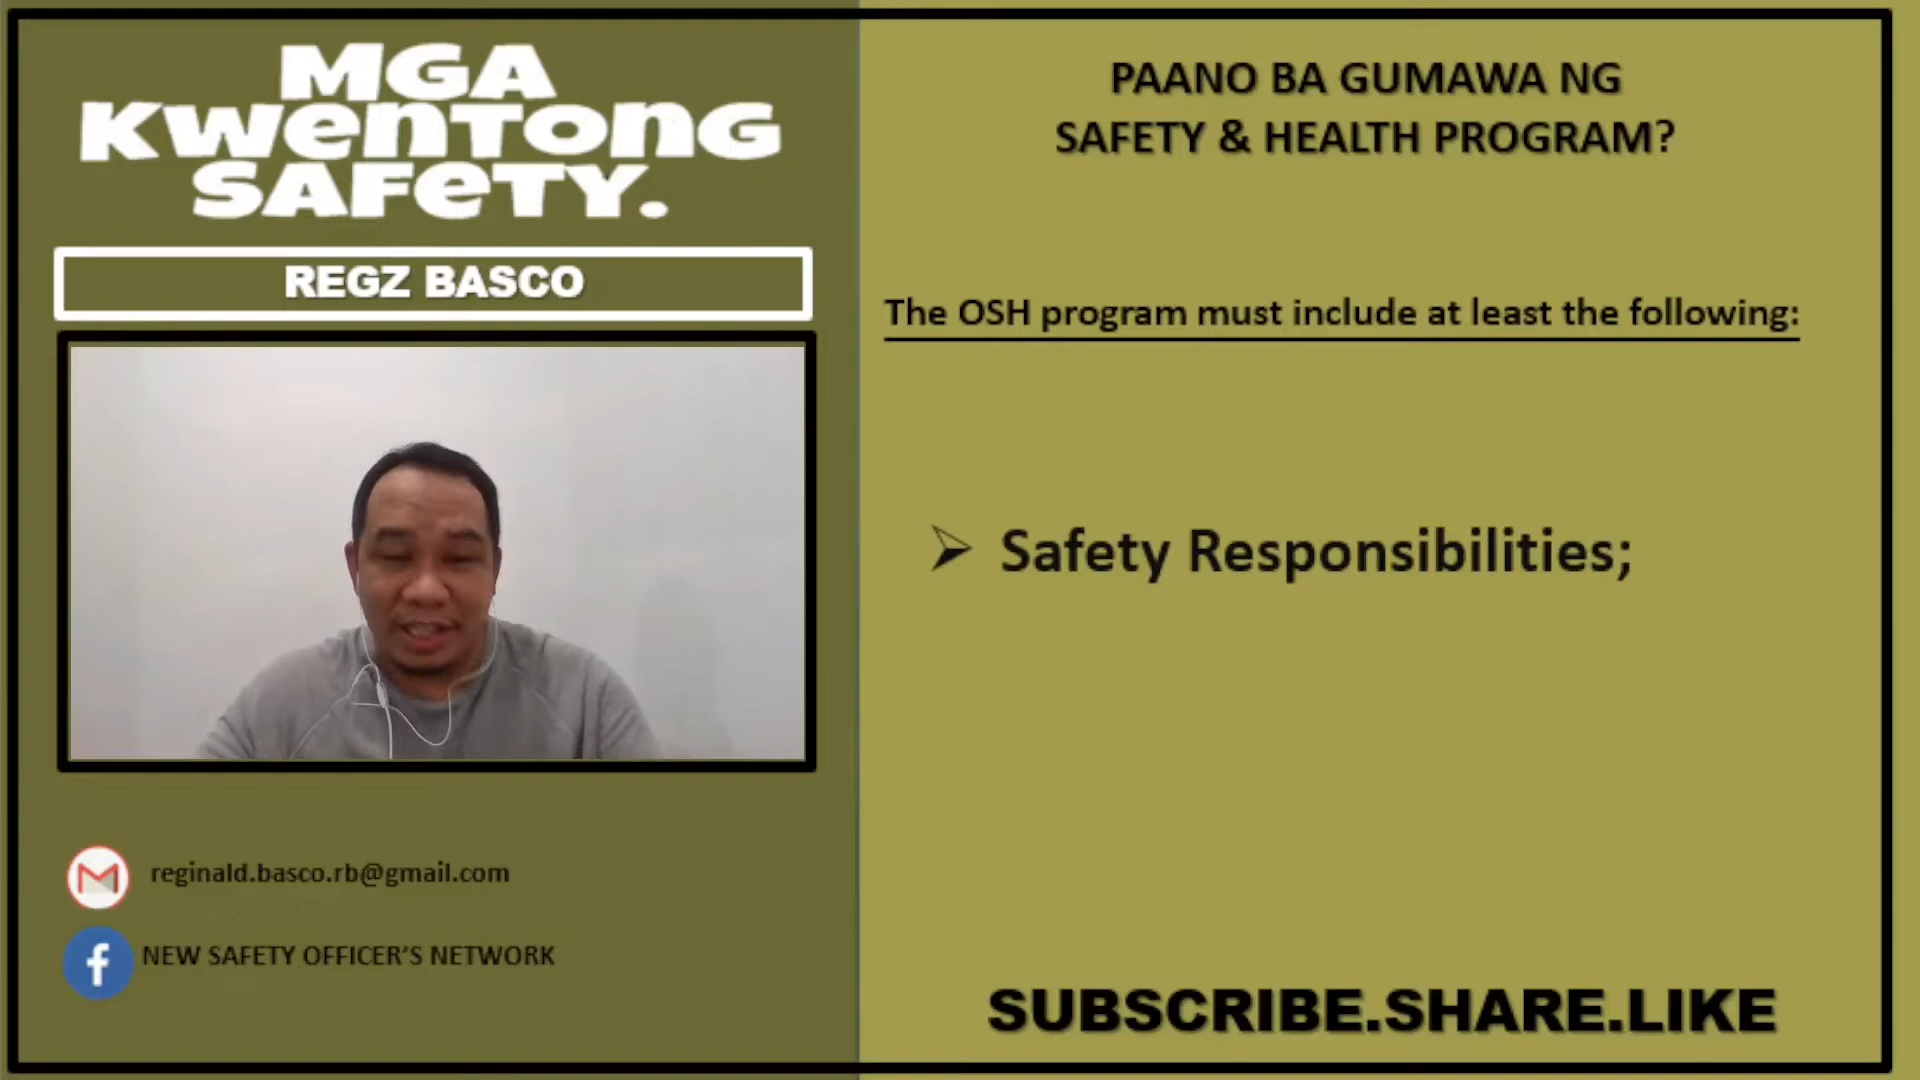 MGA
KWENTONG
SAFETY.
REGZ BASCO
reginald.basco.rb@gmail.com
NEW SAFETY OFFICER'S NETWORK
PAANO BA GUMAWA NG
SAFETY & HEALTH PROGRAM?
The OSH program must include at least the following:
➢ Safety Responsibilities;
SUBSCRIBE.SHARE.LIKE